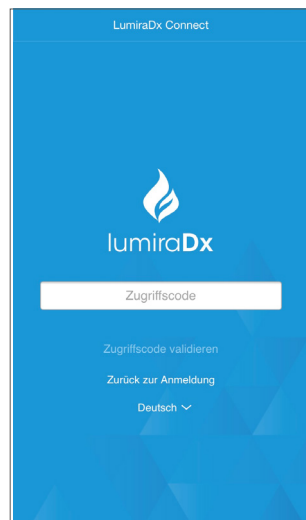 LumiraDx Connect
lumiraDx
Zugriffscode
Zugriffscode validieren
Zurück zur Anmeldung
Deutsch